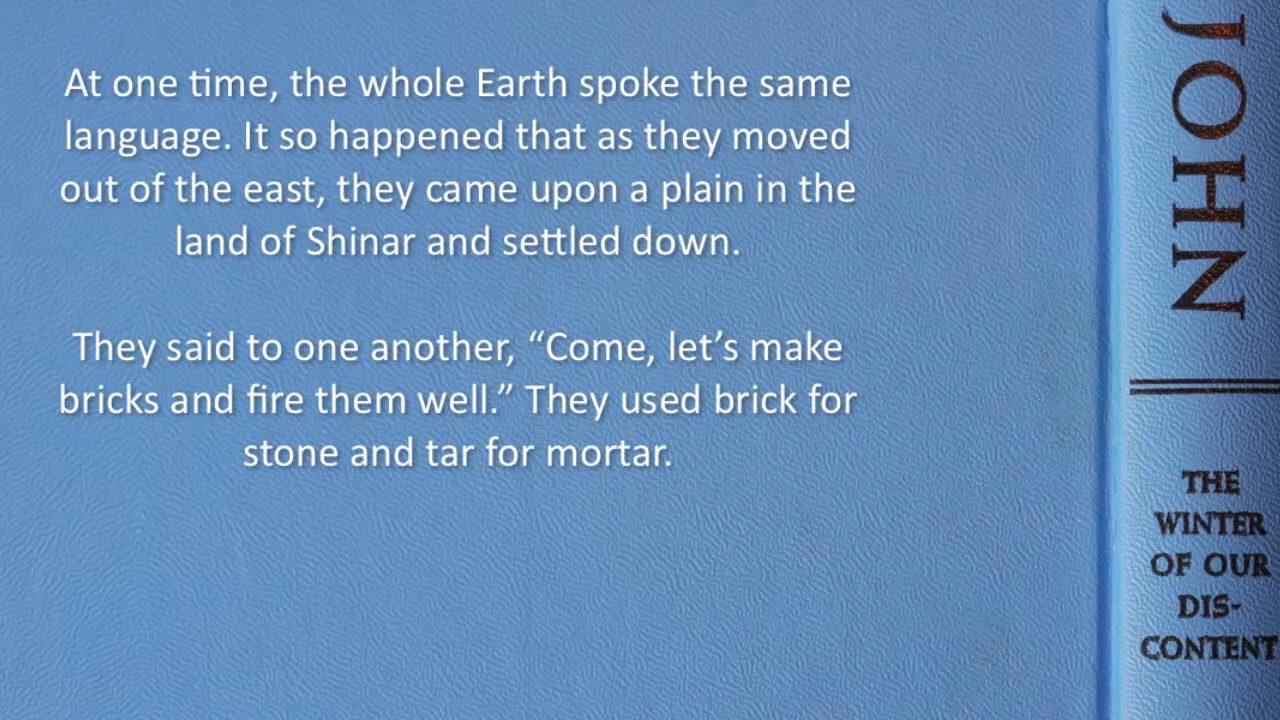 At one time, the whole Earth spoke the same
language. It so happened that as they moved
out of the east, they came upon a plain in the
land of Shinar and settled down.
They said to one another, “Come, let’s make
bricks and fire them well.” They used brick for
stone and tar for mortar.
JOHN
THE
WINTER
OF OUR
DIS-
CONTENT